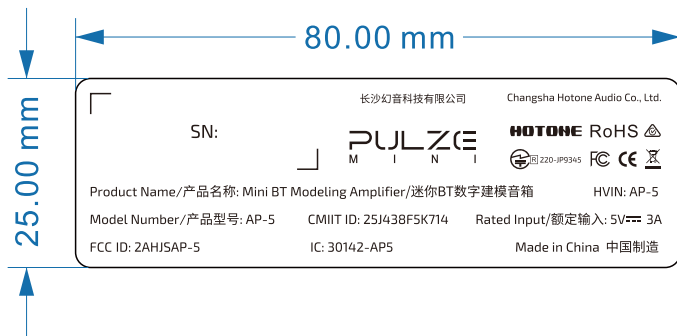 80.00 mm
25.00 mm
长沙幻音科技有限公司 Changsha Hotone Audio Co., Ltd.
SN:
PULZE
MINI
HOTONE RoHS
R 220-JP9345 FC CE
Product Name/产品名称: Mini BT Modeling Amplifier/迷你BT数字建模音箱 HVIN: AP-5
Model Number/产品型号: AP-5 CMIIT ID: 25J438F5K714 Rated Input/额定输入: 5V⎓ 3A
FCC ID: 2AHJSAP-5 IC: 30142-AP5 Made in China 中国制造